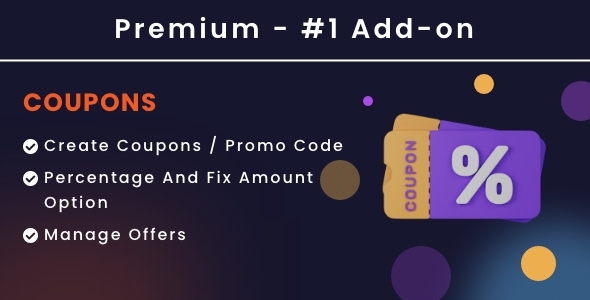 Premium - #1 Add-on
COUPONS
Create Coupons / Promo Code
Percentage And Fix Amount
Option
Manage Offers
COUPON
%